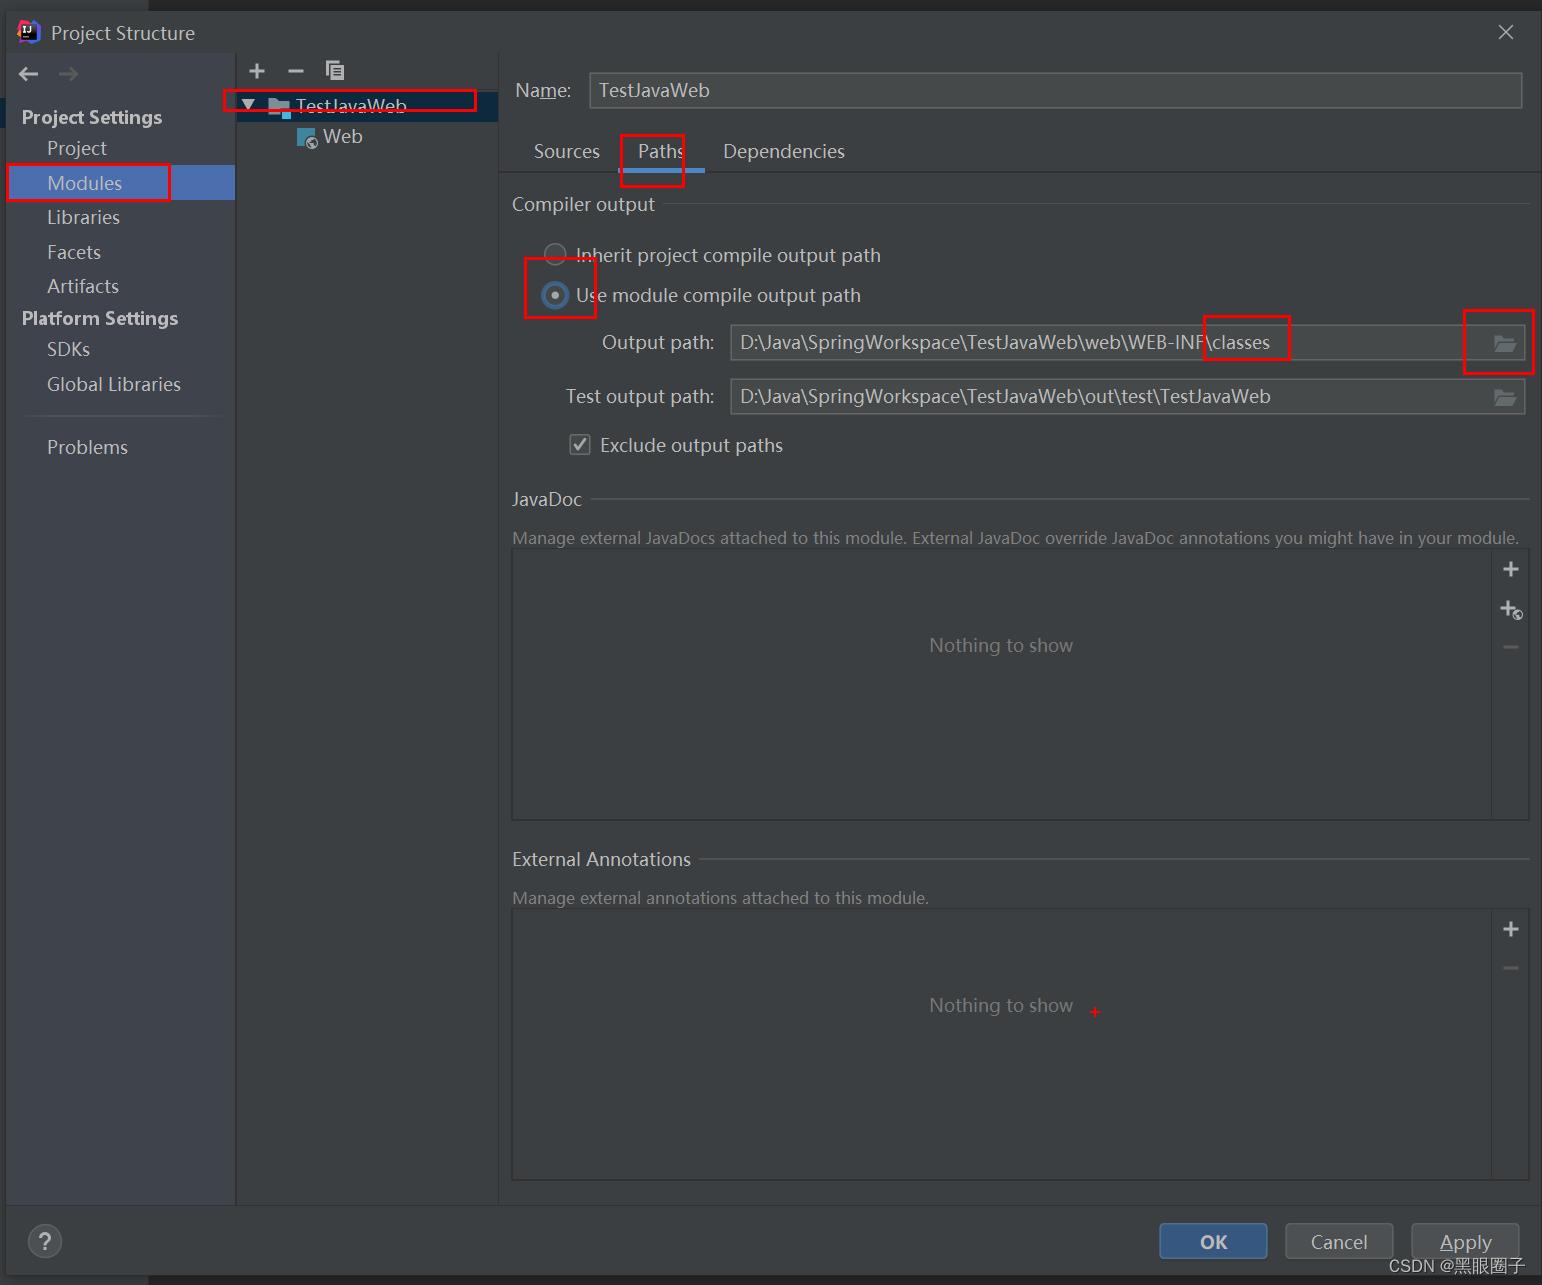 Project Structure
Project Settings
Project
Modules
Libraries
Facets
Artifacts
Platform Settings
SDKs
Global Libraries
Problems
TestJavaWeb
Web
Name: TestJavaWeb
Sources Paths Dependencies
Compiler output
Inherit project compile output path
Use module compile output path
Output path: D:\Java\SpringWorkspace\TestJavaWeb\web\WEB-INF\classes
Test output path: D:\Java\SpringWorkspace\TestJavaWeb\out\test\TestJavaWeb
Exclude output paths
JavaDoc
Manage external JavaDocs attached to this module. External JavaDoc override JavaDoc annotations you might have in your module.
Nothing to show
External Annotations
Manage external annotations attached to this module.
Nothing to show
?
OK Cancel Apply
CSDN @黑眼圈子